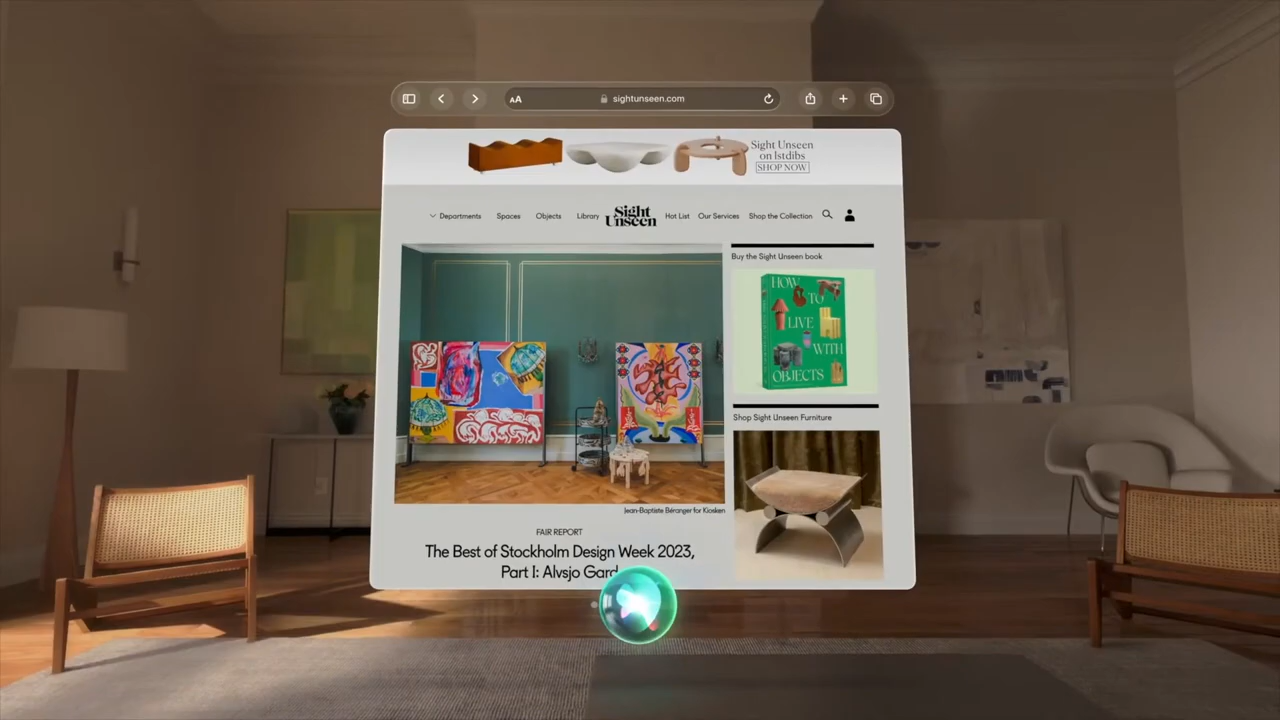 AA
sightunseen.com
Sight Unseen
on 1stdibs
SHOP NOW
Departments
Spaces
Objects
Library
Sight
Unseen
Hot List
Our Services
Shop the Collection
Buy the Sight Unseen book
HOW
TO
LIVE
WITH
OBJECTS
Shop Sight Unseen Furniture
Jean-Baptiste Béranger for Kiosken
FAIR REPORT
The Best of Stockholm Design Week 2023,
Part I: Alvsjo Gard